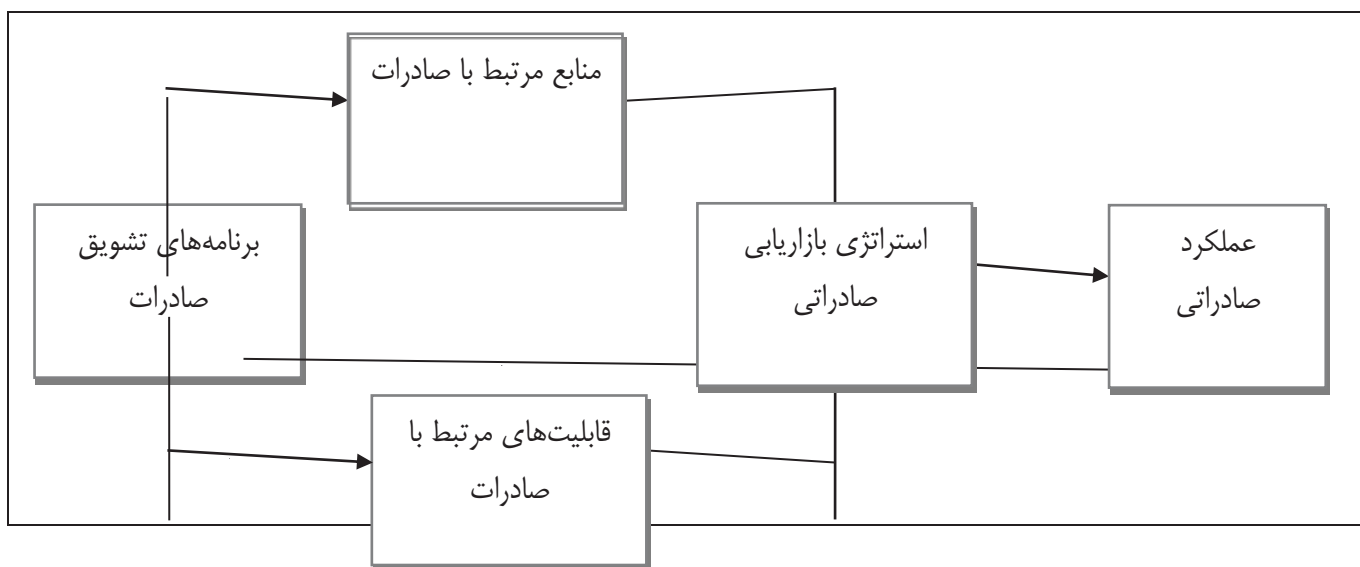 منابع مرتبط با صادرات
برنامه‌های تشویق
صادرات
استراتژی بازاریابی
صادراتی
عملکرد
صادراتی
قابلیت‌های مرتبط با
صادرات